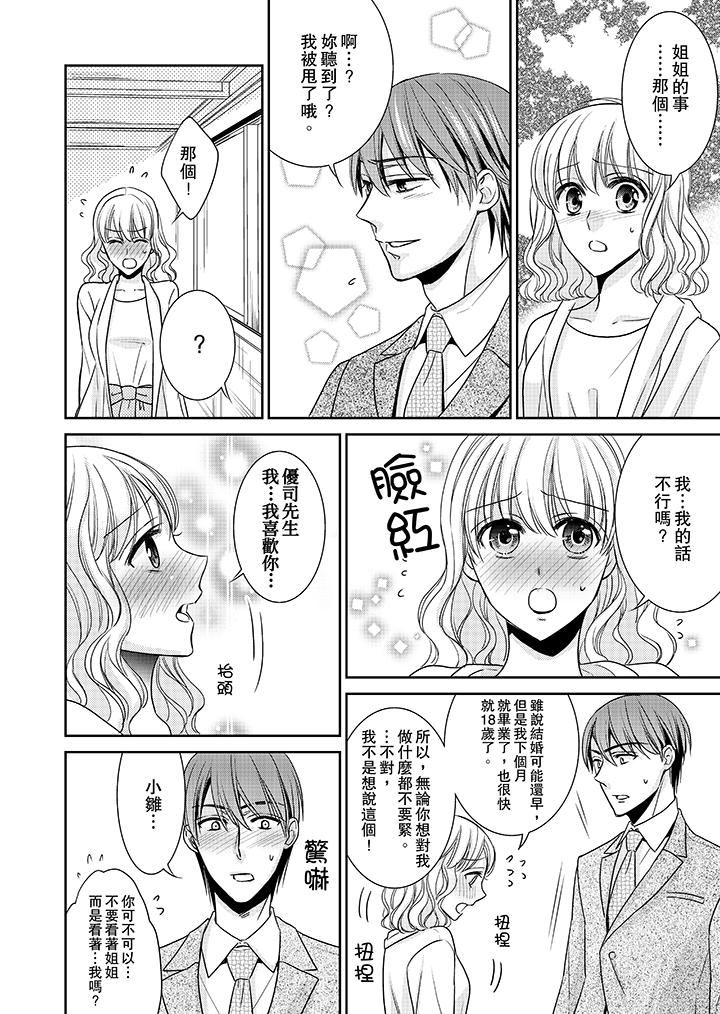 姐姐的事
……那個……
啊…？
妳聽到了？
我被甩了哦。
那個！
？
我…我的話
不行嗎？
臉紅
優司先生
我…我喜歡你…
…
抬頭
雖說結婚可能還早，
但是我下個月
就畢業了，也很快
就18歲了。
所以，無論你想對我
做什麼都不要緊。
…不對，
我不是想說這個！
扭捏
扭捏
小雛…
驚嚇
你可不可以…
不要看著姐姐
而是看著…我嗎？